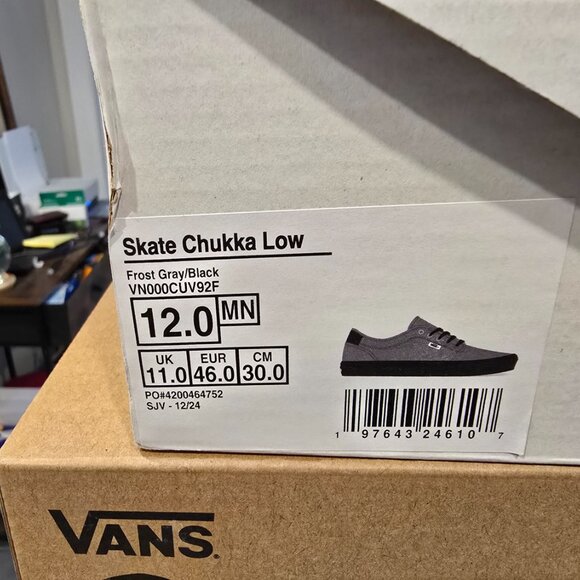 Skate Chukka Low
Frost Gray/Black
VN000CUV92F
12.0 MN
UK EUR CM
11.0 46.0 30.0
PO#4200464752
SJV - 12/24
1 97643 24610 7
VANS